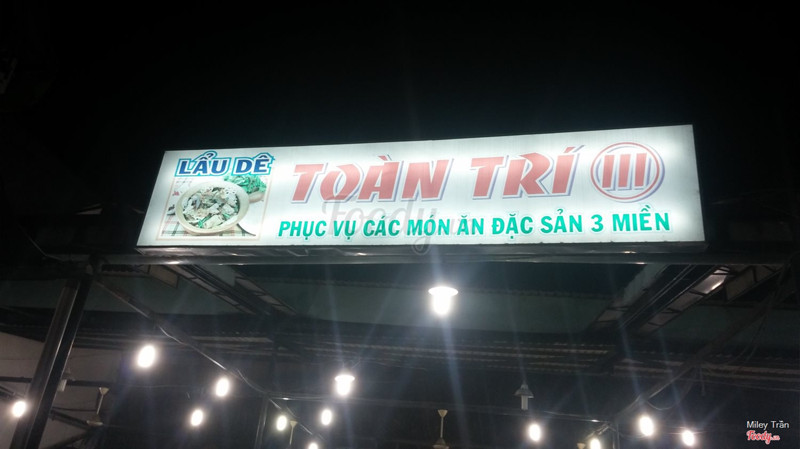 LẨU DÊ
TOÀN TRÍ III
PHỤC VỤ CÁC MÓN ĂN ĐẶC SẢN 3 MIỀN
Foody.vn
Miley Trần
Foody.vn